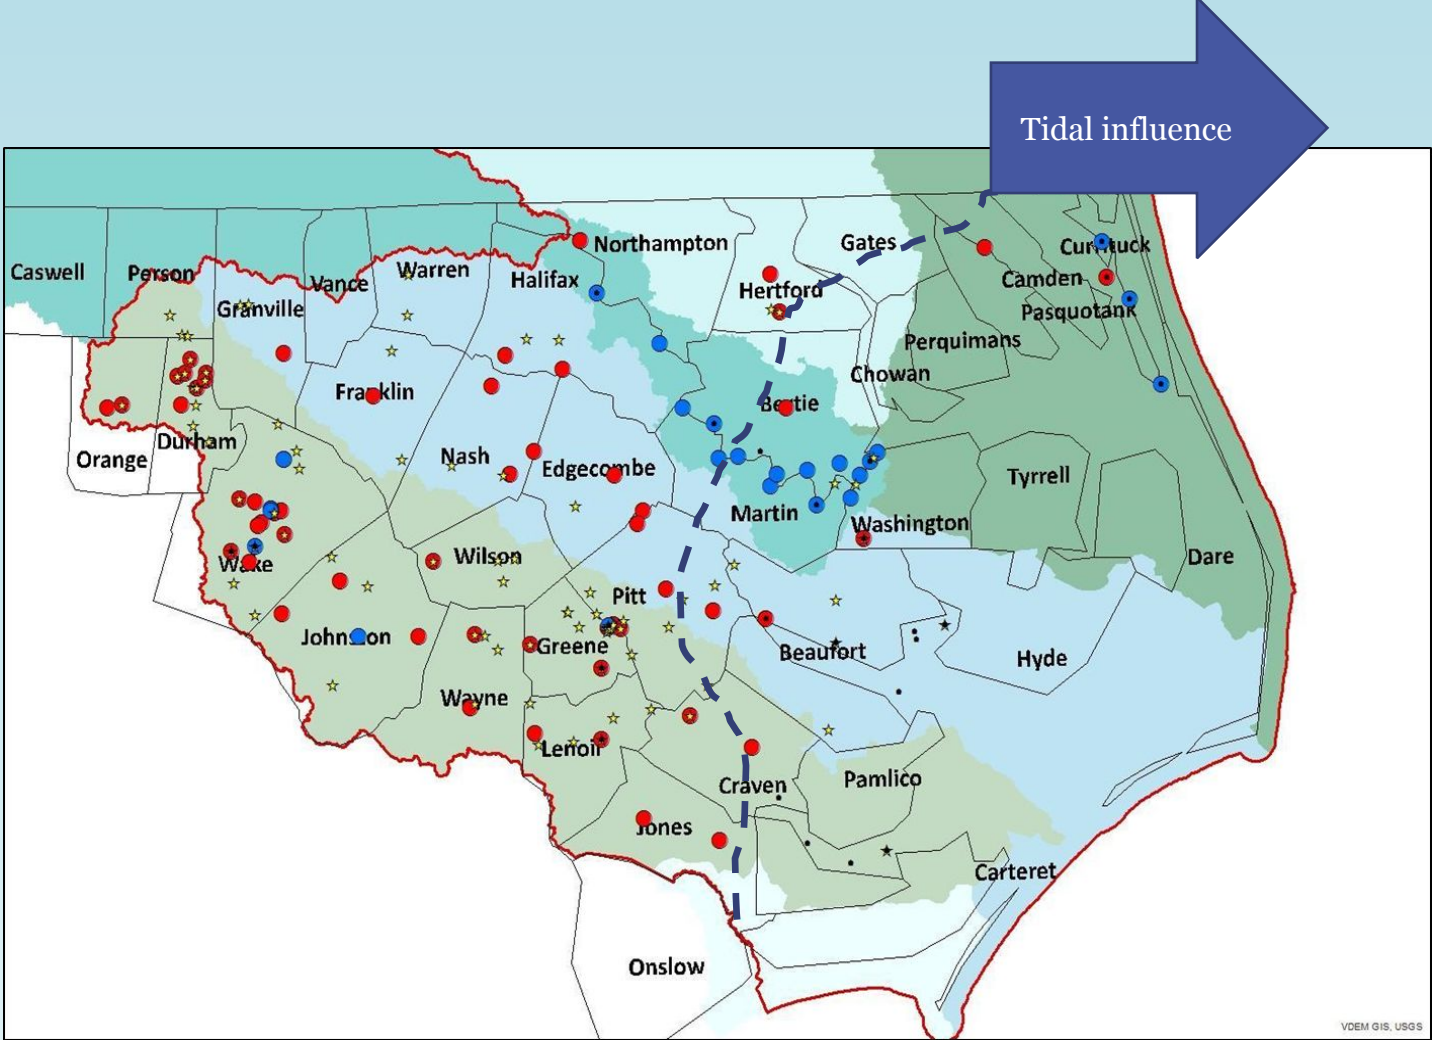 Tidal influence
Northampton
Gates
Currituck
Caswell
Person
Warren
Halifax
Vance
Camden
Hertford
Granville
Pasquotank
Perquimans
Chowan
Franklin
Bertie
Durham
Orange
Nash
Edgecombe
Tyrrell
Martin
Washington
Wilson
Dare
Wake
Pitt
Johnston
Greene
Beaufort
Hyde
Wayne
Lenoir
Craven
Pamlico
Jones
Carteret
Onslow
VDEM GIS, USGS